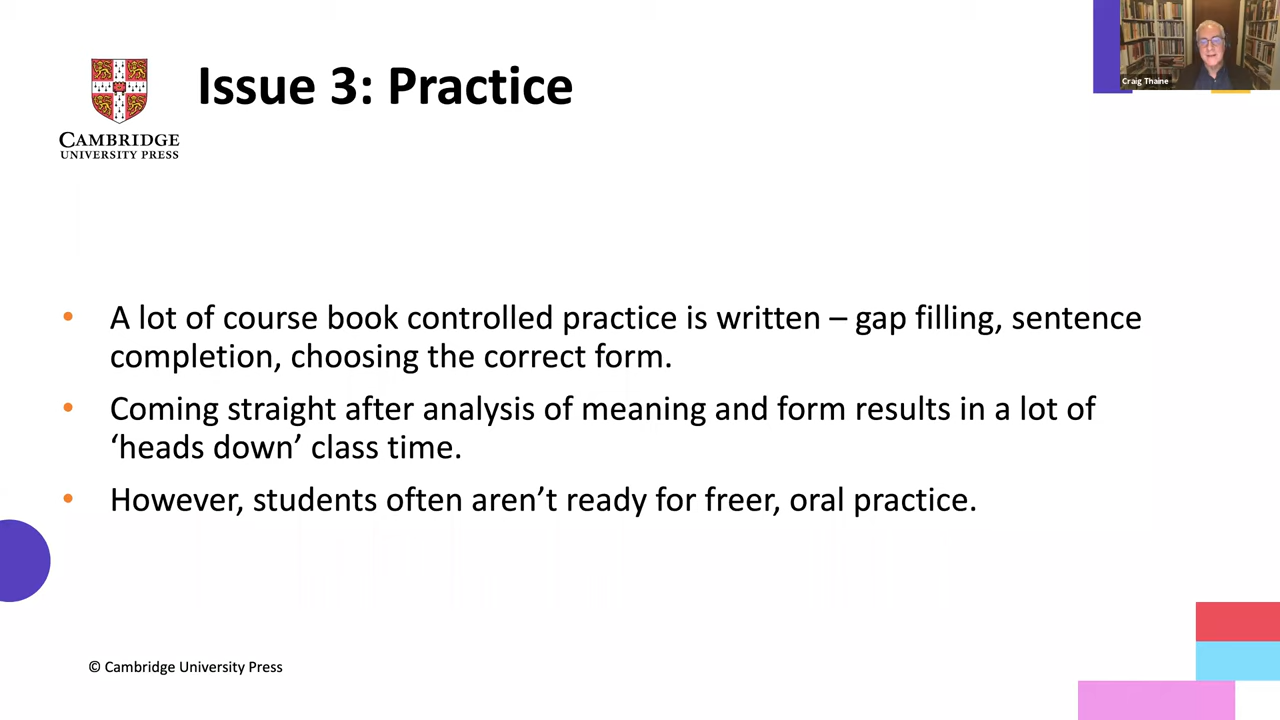 Issue 3: Practice
CAMBRIDGE
UNIVERSITY PRESS
Craig Thaine
• A lot of course book controlled practice is written – gap filling, sentence
completion, choosing the correct form.
• Coming straight after analysis of meaning and form results in a lot of
‘heads down’ class time.
• However, students often aren’t ready for freer, oral practice.
© Cambridge University Press